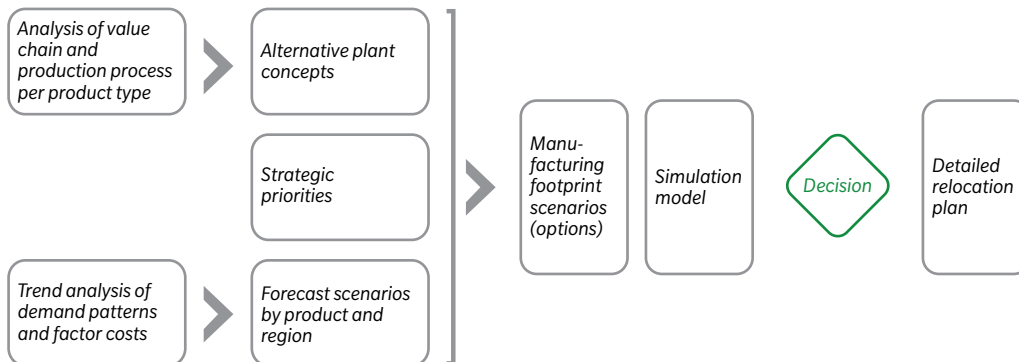 Analysis of value
chain and
production process
per product type
Alternative plant
concepts
Strategic
priorities
Trend analysis of
demand patterns
and factor costs
Forecast scenarios
by product and
region
Manu-
facturing
footprint
scenarios
(options)
Simulation
model
Decision
Detailed
relocation
plan